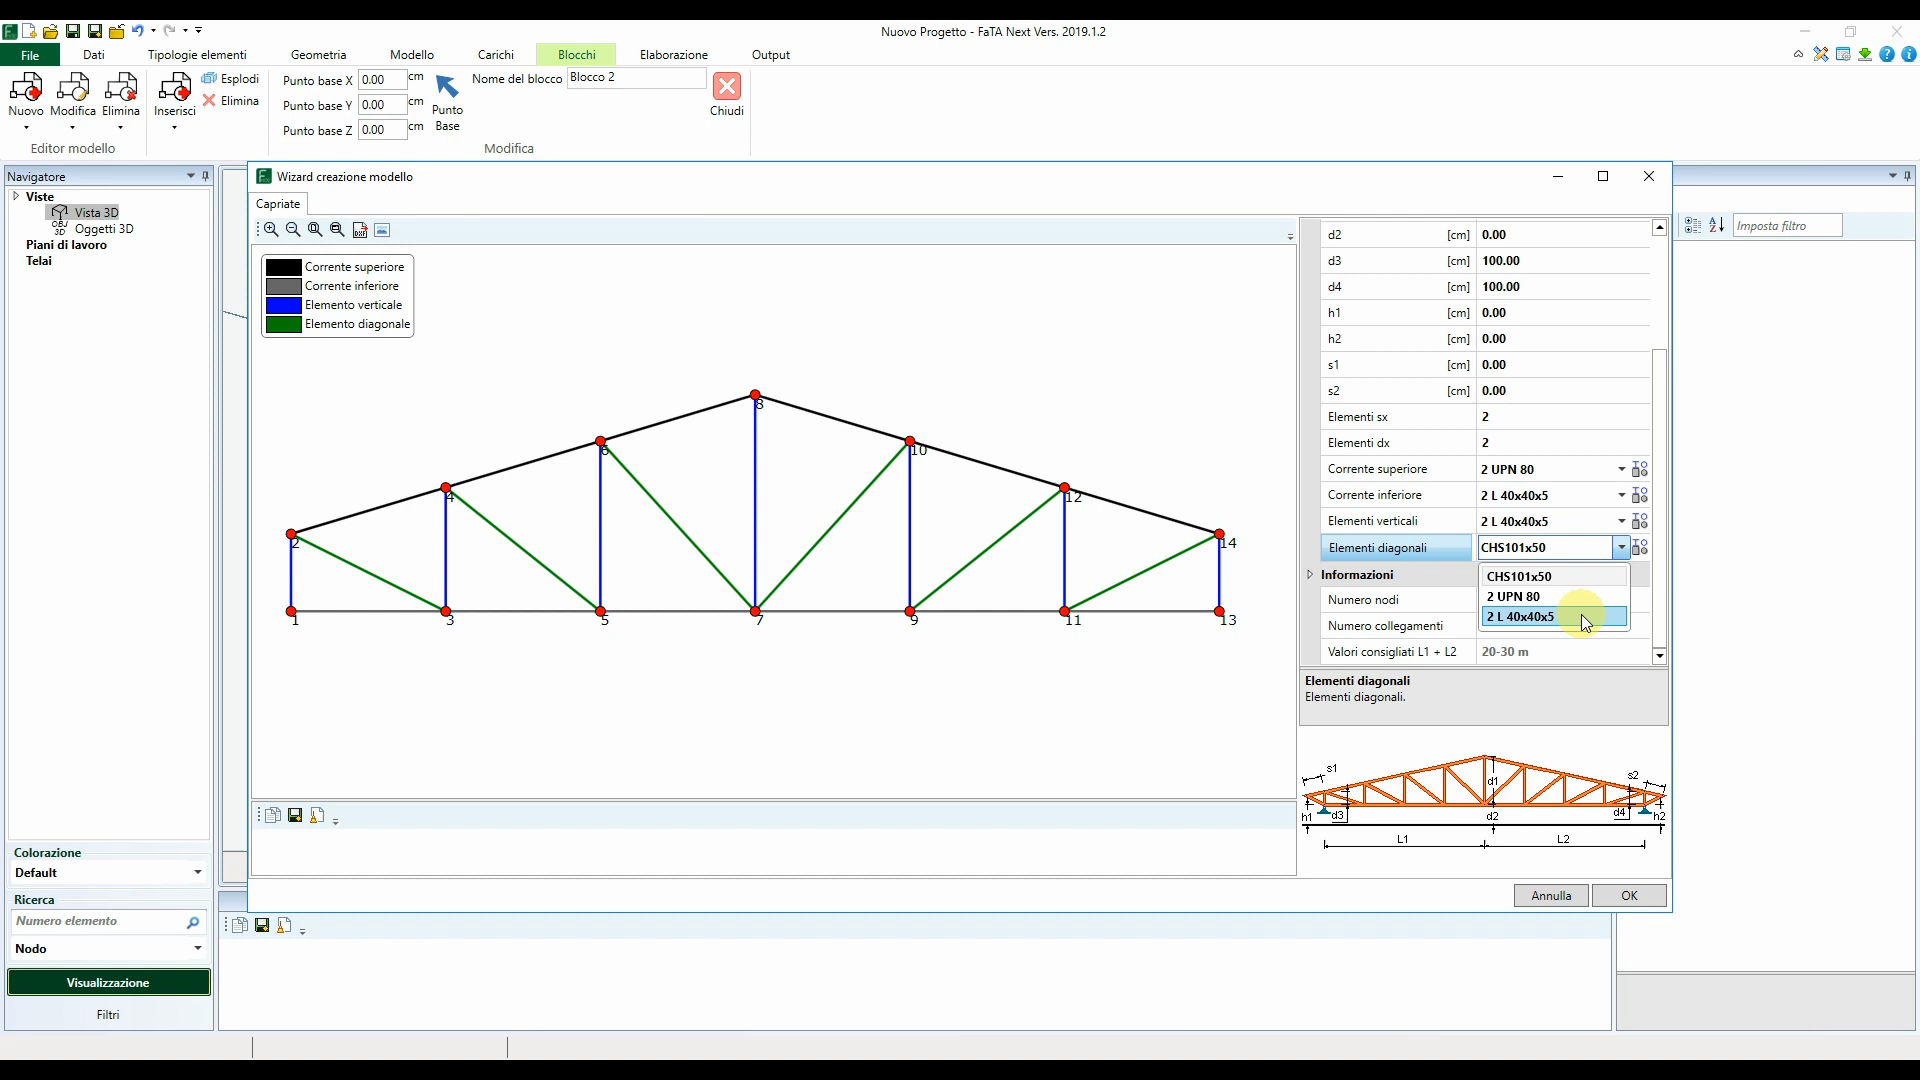 Nuovo Progetto - FaTA Next Vers. 2019.1.2
File
Dati
Tipologie elementi
Geometria
Modello
Carichi
Blocchi
Elaborazione
Output
Nuovo
Modifica
Elimina
Editor modello
Inserisci
Esplodi
Elimina
Punto base X 0.00 cm
Punto base Y 0.00 cm
Punto base Z 0.00 cm
Punto
Base
Nome del blocco Blocco 2
Modifica
Chiudi
Navigatore
Viste
Vista 3D
OBJ
3D
Oggetti 3D
Piani di lavoro
Telai
Colorazione
Default
Ricerca
Numero elemento
Nodo
Visualizzazione
Filtri
Imposta filtro
Wizard creazione modello
Capriate
DXF
Corrente superiore
Corrente inferiore
Elemento verticale
Elemento diagonale
8
6
10
4
12
2
14
1
3
5
7
9
11
13
d2 [cm] 0.00
d3 [cm] 100.00
d4 [cm] 100.00
h1 [cm] 0.00
h2 [cm] 0.00
s1 [cm] 0.00
s2 [cm] 0.00
Elementi sx 2
Elementi dx 2
Corrente superiore 2 UPN 80
Corrente inferiore 2 L 40x40x5
Elementi verticali 2 L 40x40x5
Elementi diagonali CHS101x50
CHS101x50
2 UPN 80
2 L 40x40x5
Informazioni
Numero nodi
Numero collegamenti
Valori consigliati L1 + L2 20-30 m
Elementi diagonali
Elementi diagonali.
s1
s2
d1
h1
d3
d2
d4
h2
L1
L2
Annulla
OK